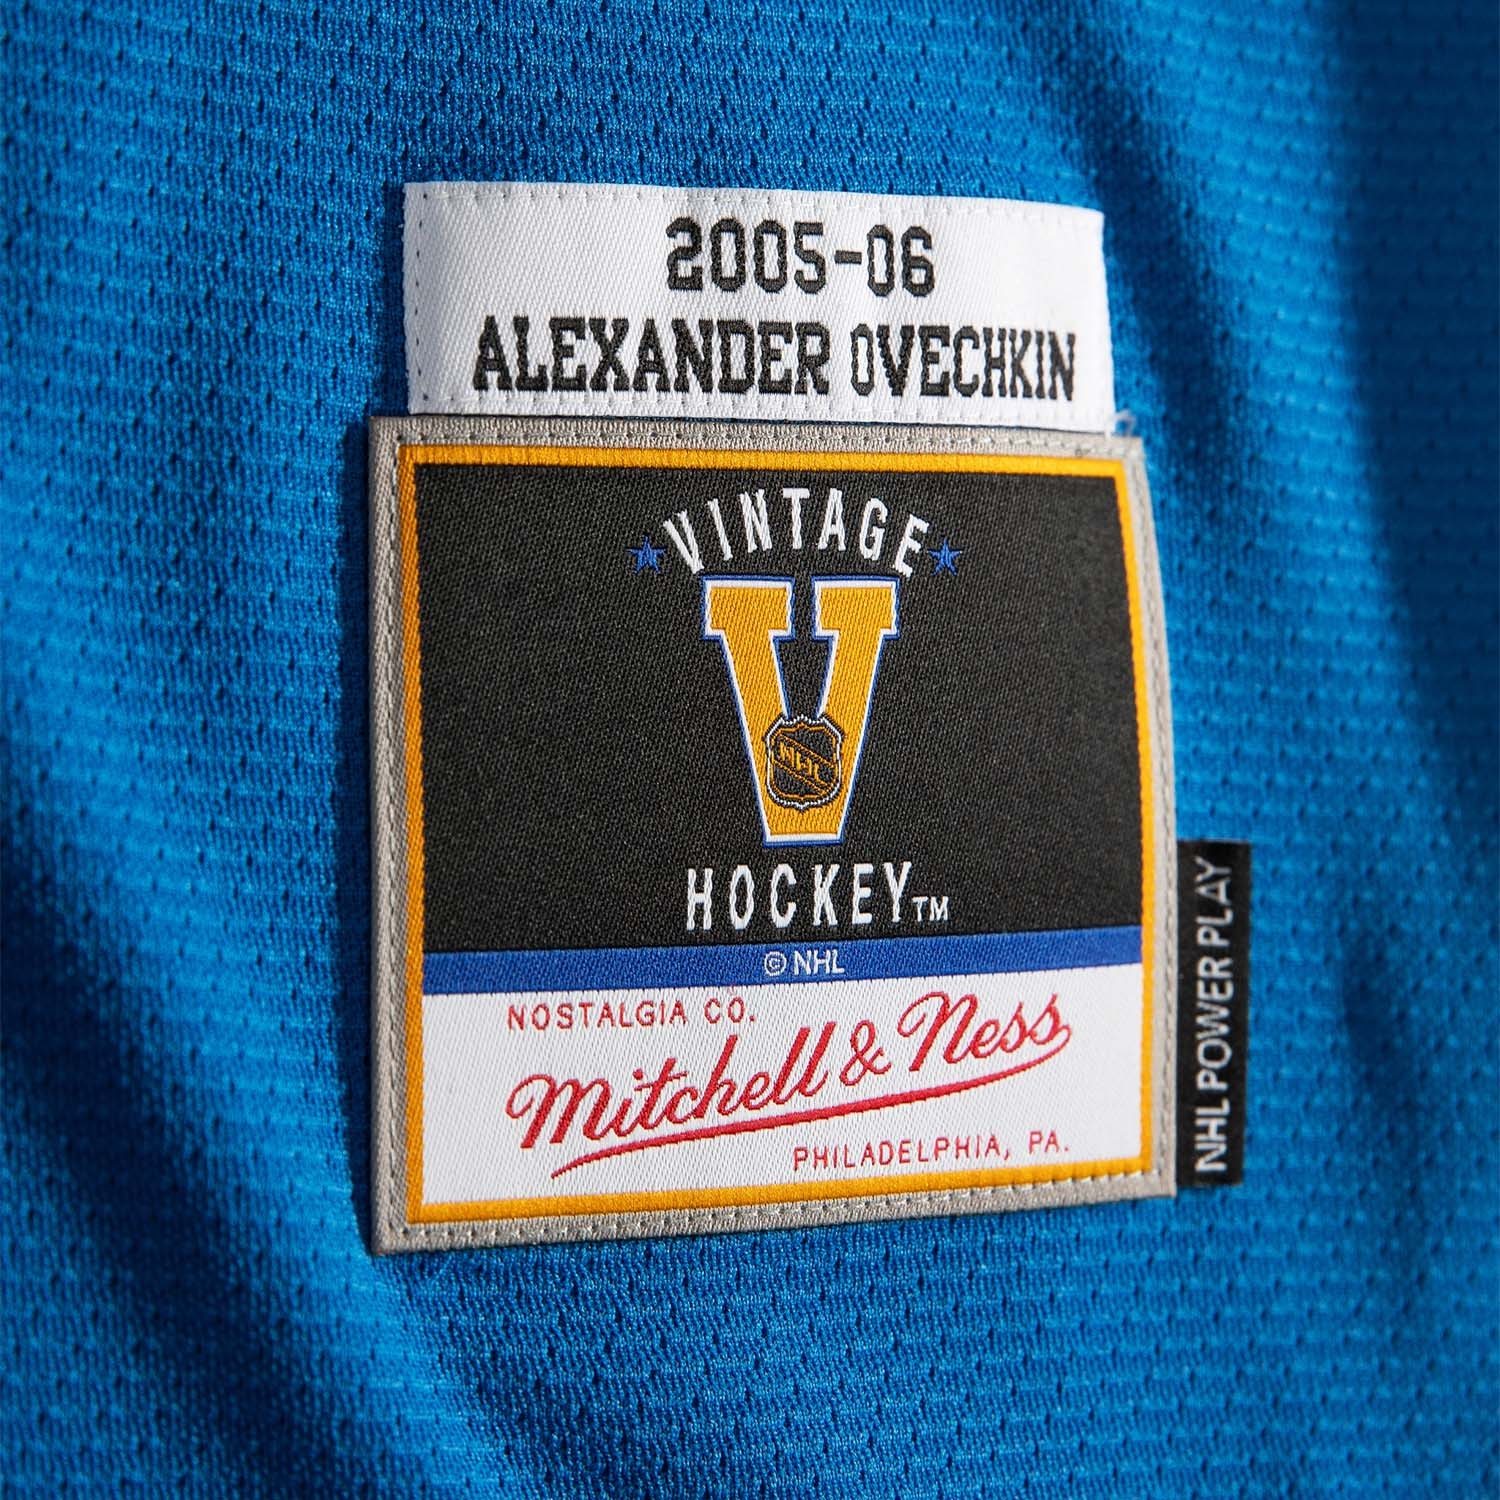 2005-06
ALEXANDER OVECHKIN
VINTAGE
V
NHL
HOCKEY™
© NHL
NOSTALGIA CO.
Mitchell & Ness
PHILADELPHIA, PA.
NHL POWER PLAY